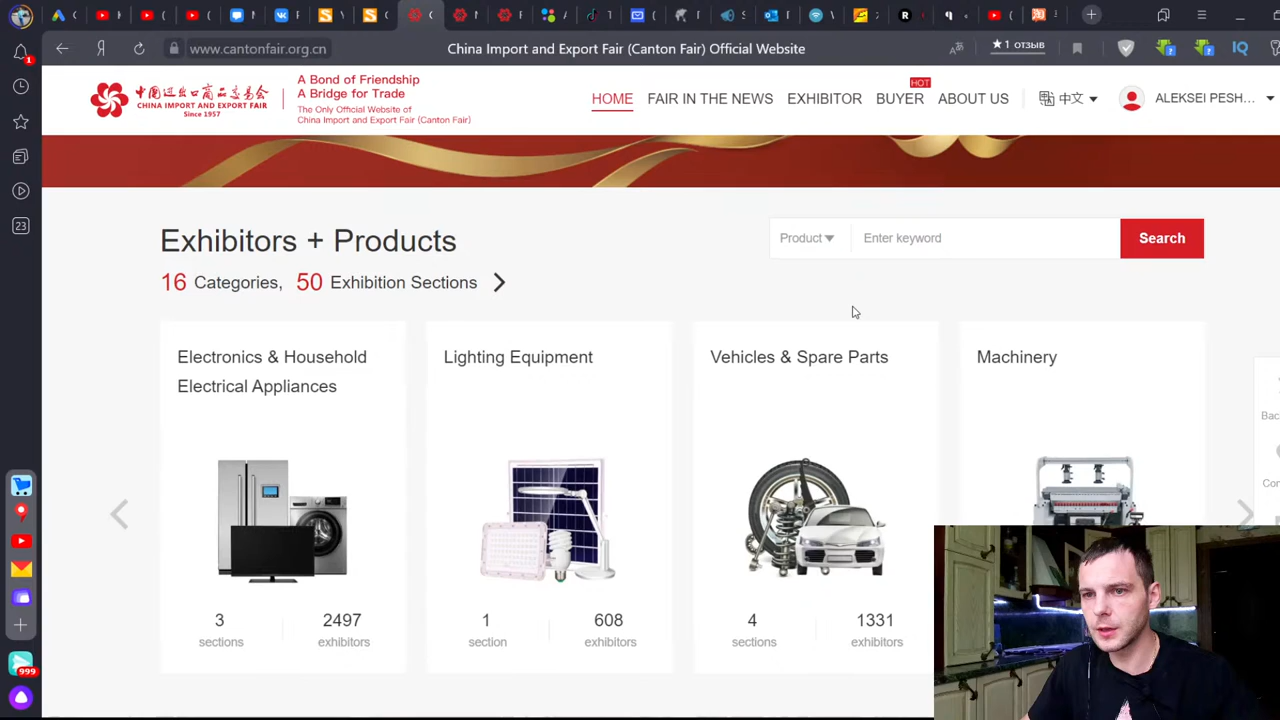 www.cantonfair.org.cn
China Import and Export Fair (Canton Fair) Official Website
★ 1 отзыв
中国进出口商品交易会
CHINA IMPORT AND EXPORT FAIR
Since 1957
A Bond of Friendship
A Bridge for Trade
The Only Official Website of
China Import and Export Fair (Canton Fair)
HOME
FAIR IN THE NEWS
EXHIBITOR
HOT
BUYER
ABOUT US
中文
ALEKSEI PESH...
Exhibitors + Products
16 Categories, 50 Exhibition Sections
Product
Enter keyword
Search
Electronics & Household
Electrical Appliances
3
sections
2497
exhibitors
Lighting Equipment
1
section
608
exhibitors
Vehicles & Spare Parts
4
sections
1331
exhibitors
Machinery
1
23
999